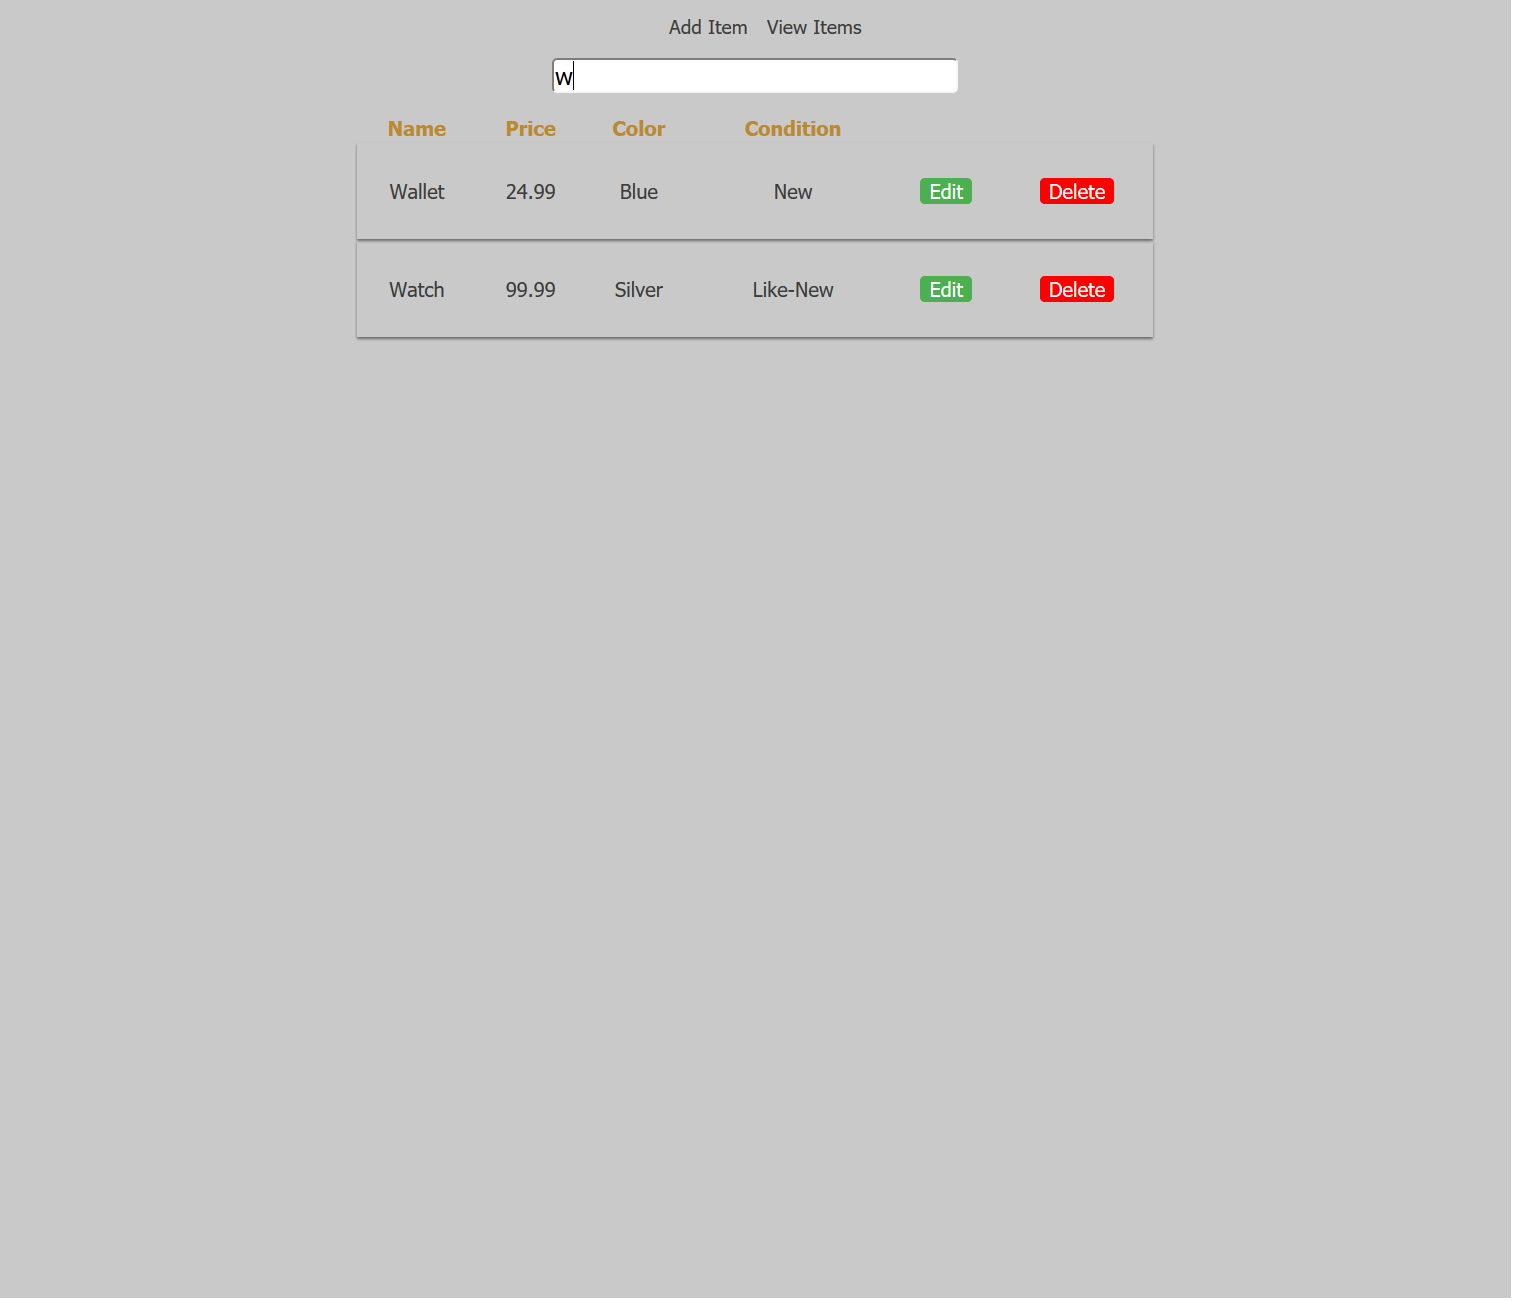 Add Item View Items
w
Name Price Color Condition
Wallet 24.99 Blue New Edit Delete
Watch 99.99 Silver Like-New Edit Delete